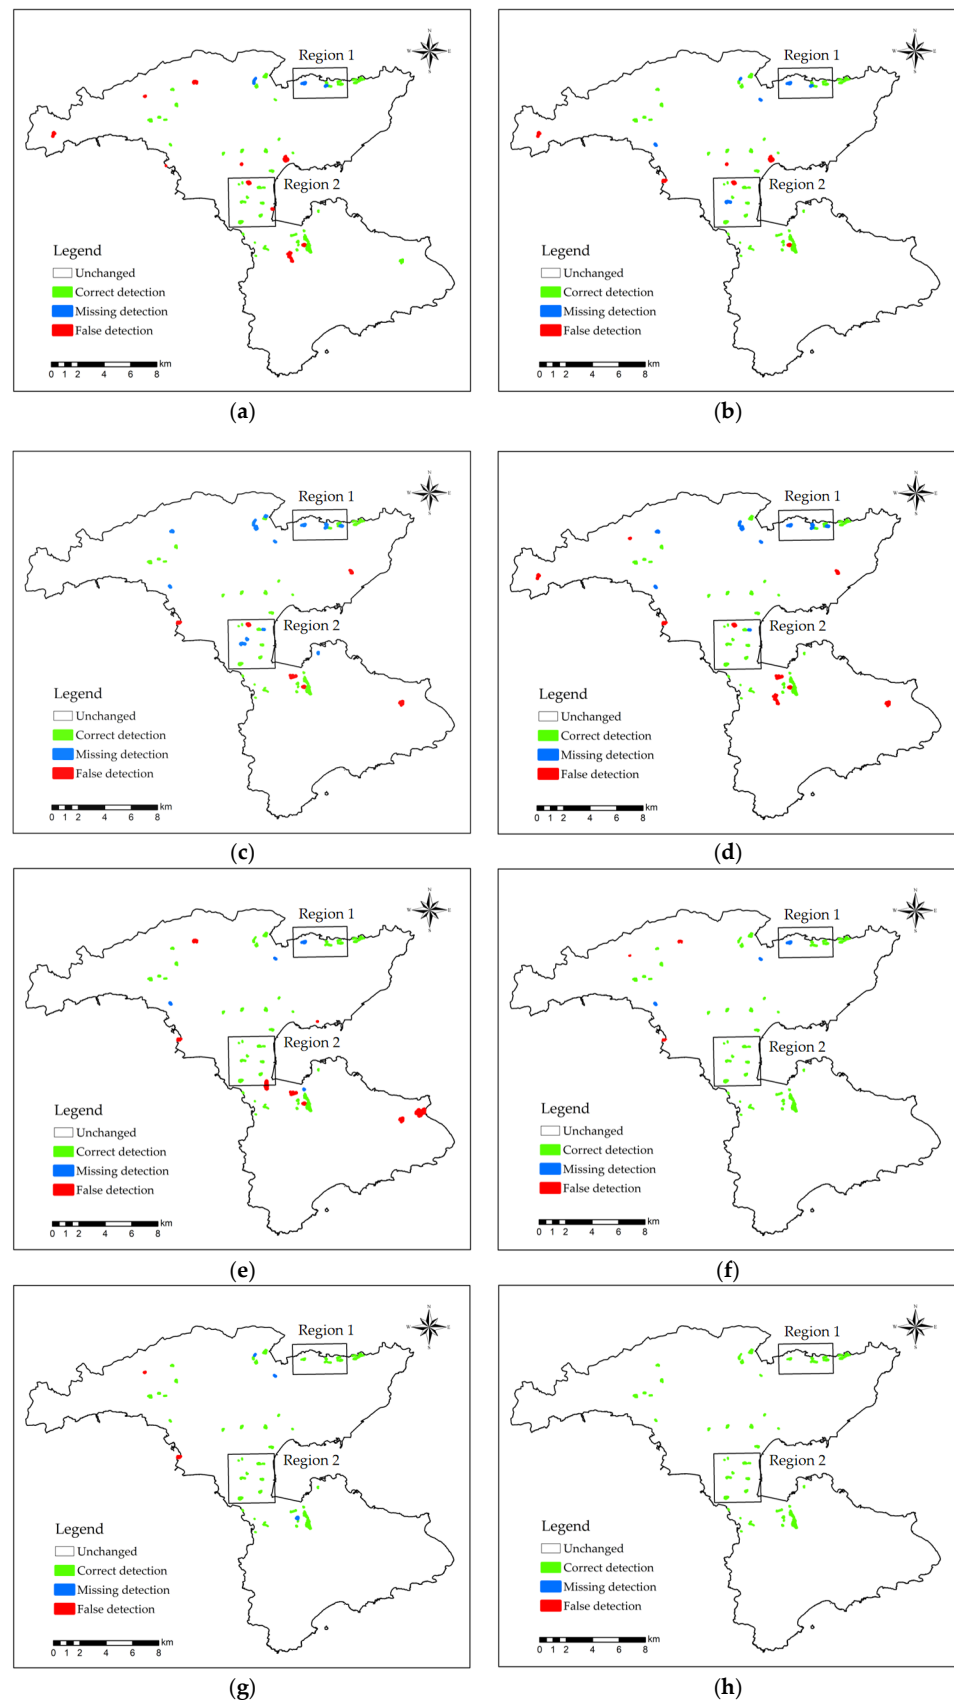 Region 1
N
W E
S
Region 2
Legend
Unchanged
Correct detection
Missing detection
False detection
km
0 1 2 4 6 8
(a)
Region 1
N
W E
S
Region 2
Legend
Unchanged
Correct detection
Missing detection
False detection
km
0 1 2 4 6 8
(b)
Region 1
N
W E
S
Region 2
Legend
Unchanged
Correct detection
Missing detection
False detection
km
0 1 2 4 6 8
(c)
Region 1
N
W E
S
Region 2
Legend
Unchanged
Correct detection
Missing detection
False detection
km
0 1 2 4 6 8
(d)
Region 1
N
W E
S
Region 2
Legend
Unchanged
Correct detection
Missing detection
False detection
km
0 1 2 4 6 8
(e)
Region 1
N
W E
S
Region 2
Legend
Unchanged
Correct detection
Missing detection
False detection
km
0 1 2 4 6 8
(f)
Region 1
N
W E
S
Region 2
Legend
Unchanged
Correct detection
Missing detection
False detection
km
0 1 2 4 6 8
(g)
Region 1
N
W E
S
Region 2
Legend
Unchanged
Correct detection
Missing detection
False detection
km
0 1 2 4 6 8
(h)